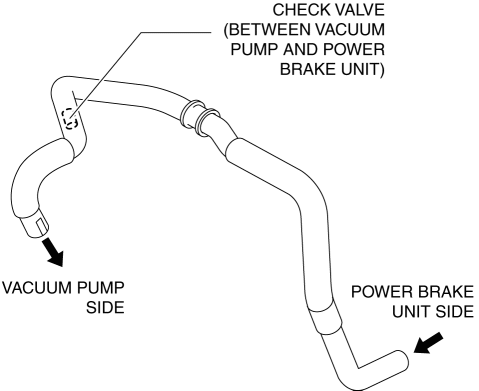 CHECK VALVE
(BETWEEN VACUUM
PUMP AND POWER
BRAKE UNIT)
VACUUM PUMP
SIDE
POWER BRAKE
UNIT SIDE